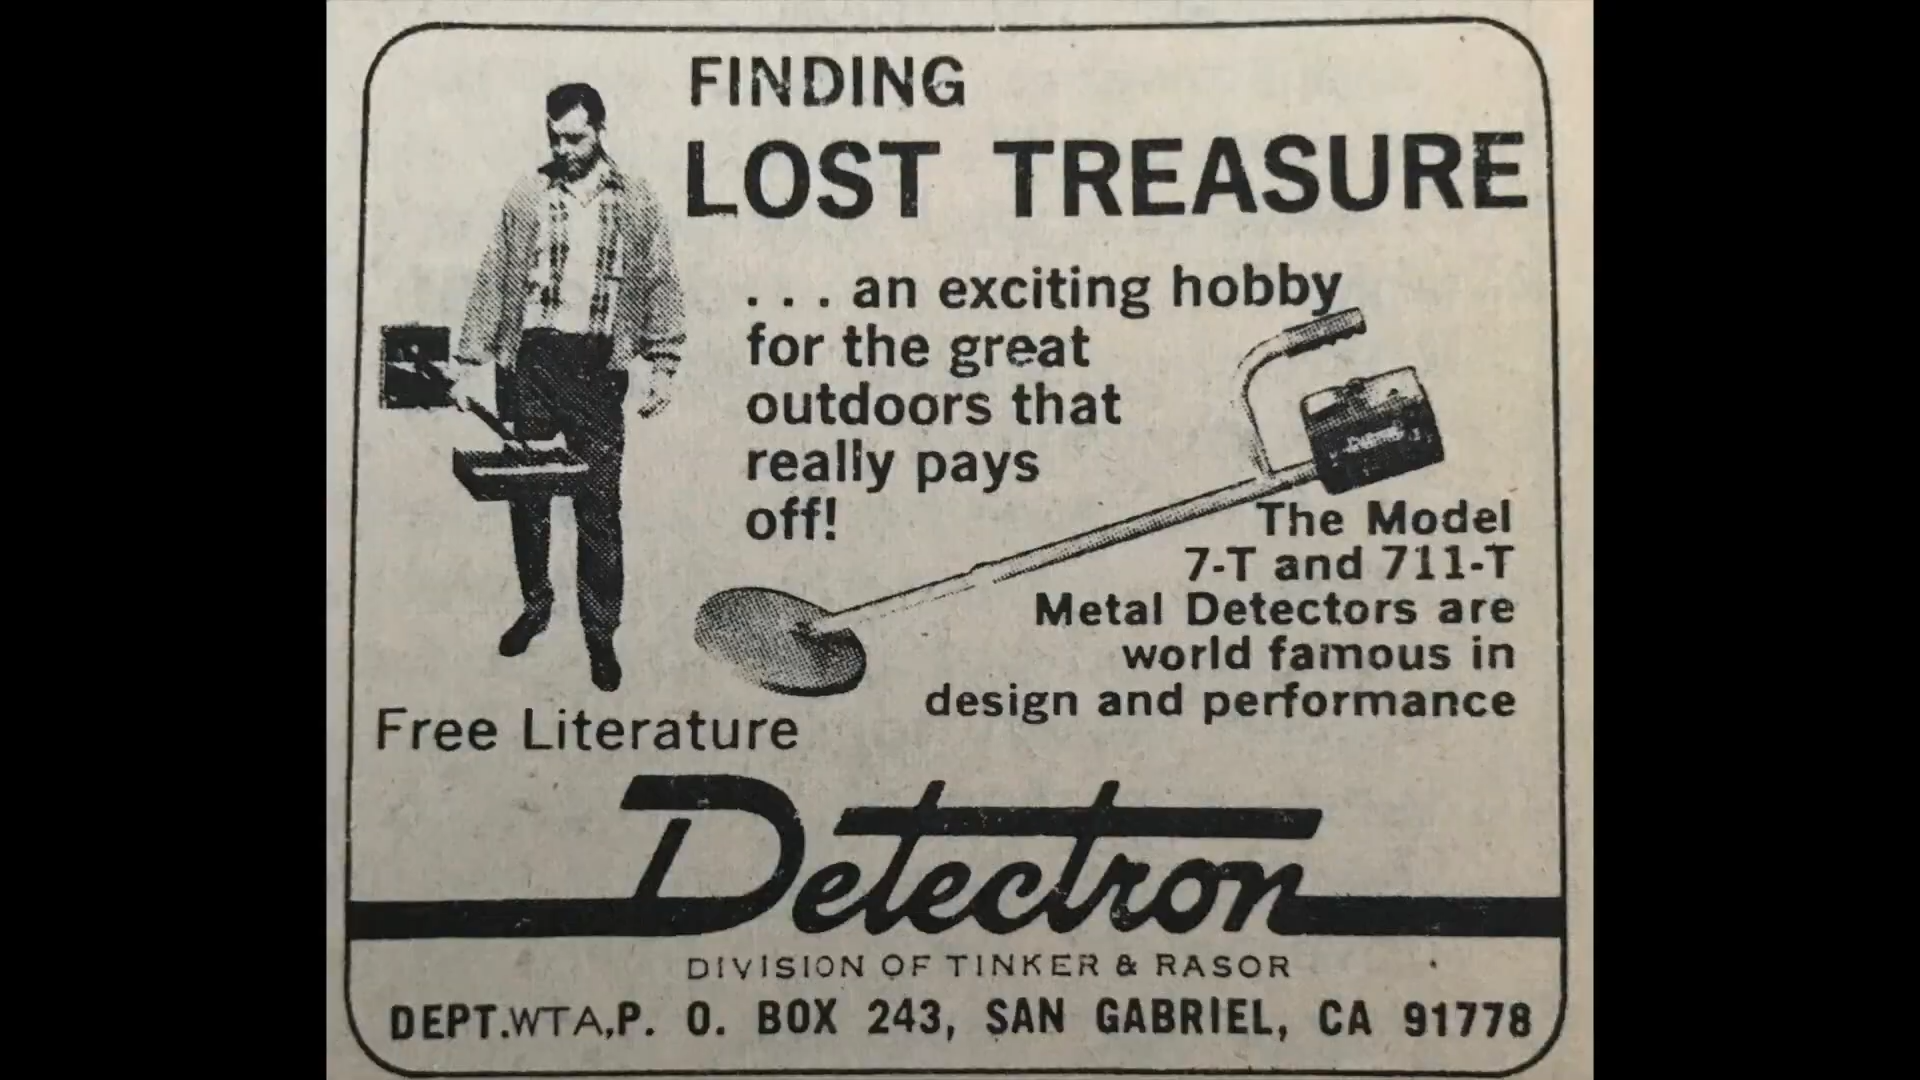 FINDING
LOST TREASURE
. . . an exciting hobby
for the great
outdoors that
really pays
off!
The Model
7-T and 711-T
Metal Detectors are
world famous in
design and performance
Free Literature
Detectron
DIVISION OF TINKER & RASOR
DEPT.WTA,P. O. BOX 243, SAN GABRIEL, CA 91778